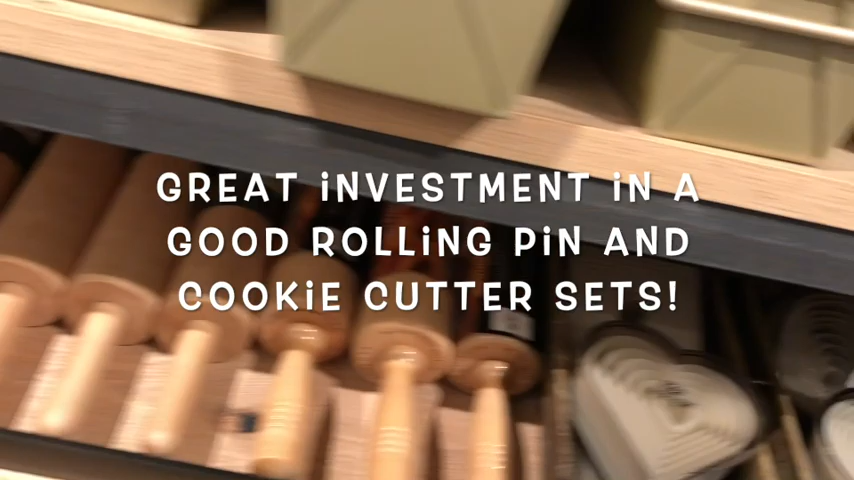 GREAT iNVESTMENT iN A
GOOD ROLLiNG PiN AND
COOKiE CUTTER SETS!